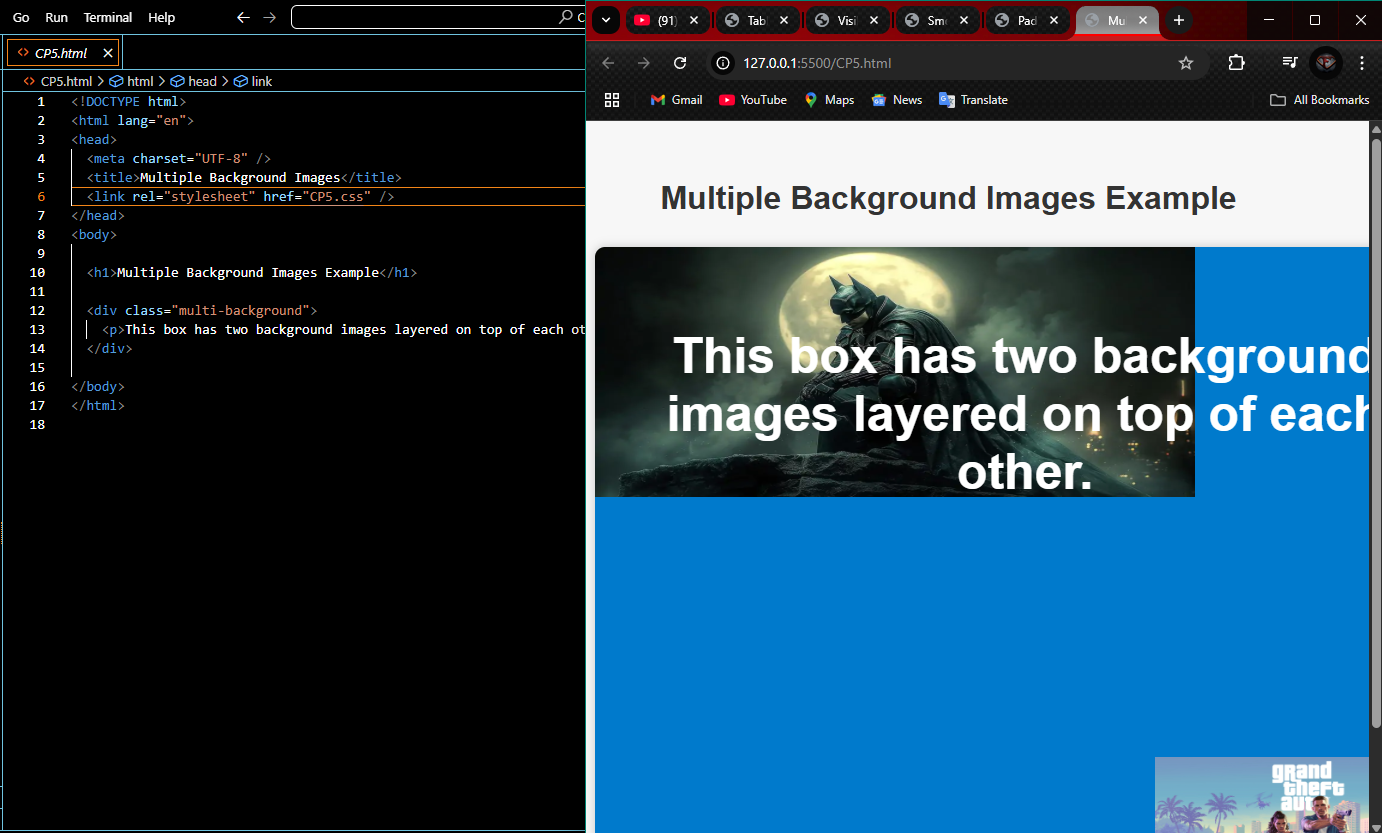 Go Run Terminal Help
CP5.html
CP5.html > html > head > link
1 <!DOCTYPE html>
2 <html lang="en">
3 <head>
4 <meta charset="UTF-8" />
5 <title>Multiple Background Images</title>
6 <link rel="stylesheet" href="CP5.css" />
7 </head>
8 <body>
9
10 <h1>Multiple Background Images Example</h1>
11
12 <div class="multi-background">
13 <p>This box has two background images layered on top of each ot
14 </div>
15
16 </body>
17 </html>
18
(91) Tab Visi Smo Pad Mu
127.0.0.1:5500/CP5.html
Gmail YouTube Maps News Translate All Bookmarks
Multiple Background Images Example
This box has two background
images layered on top of each
other.
grand
theft
auto